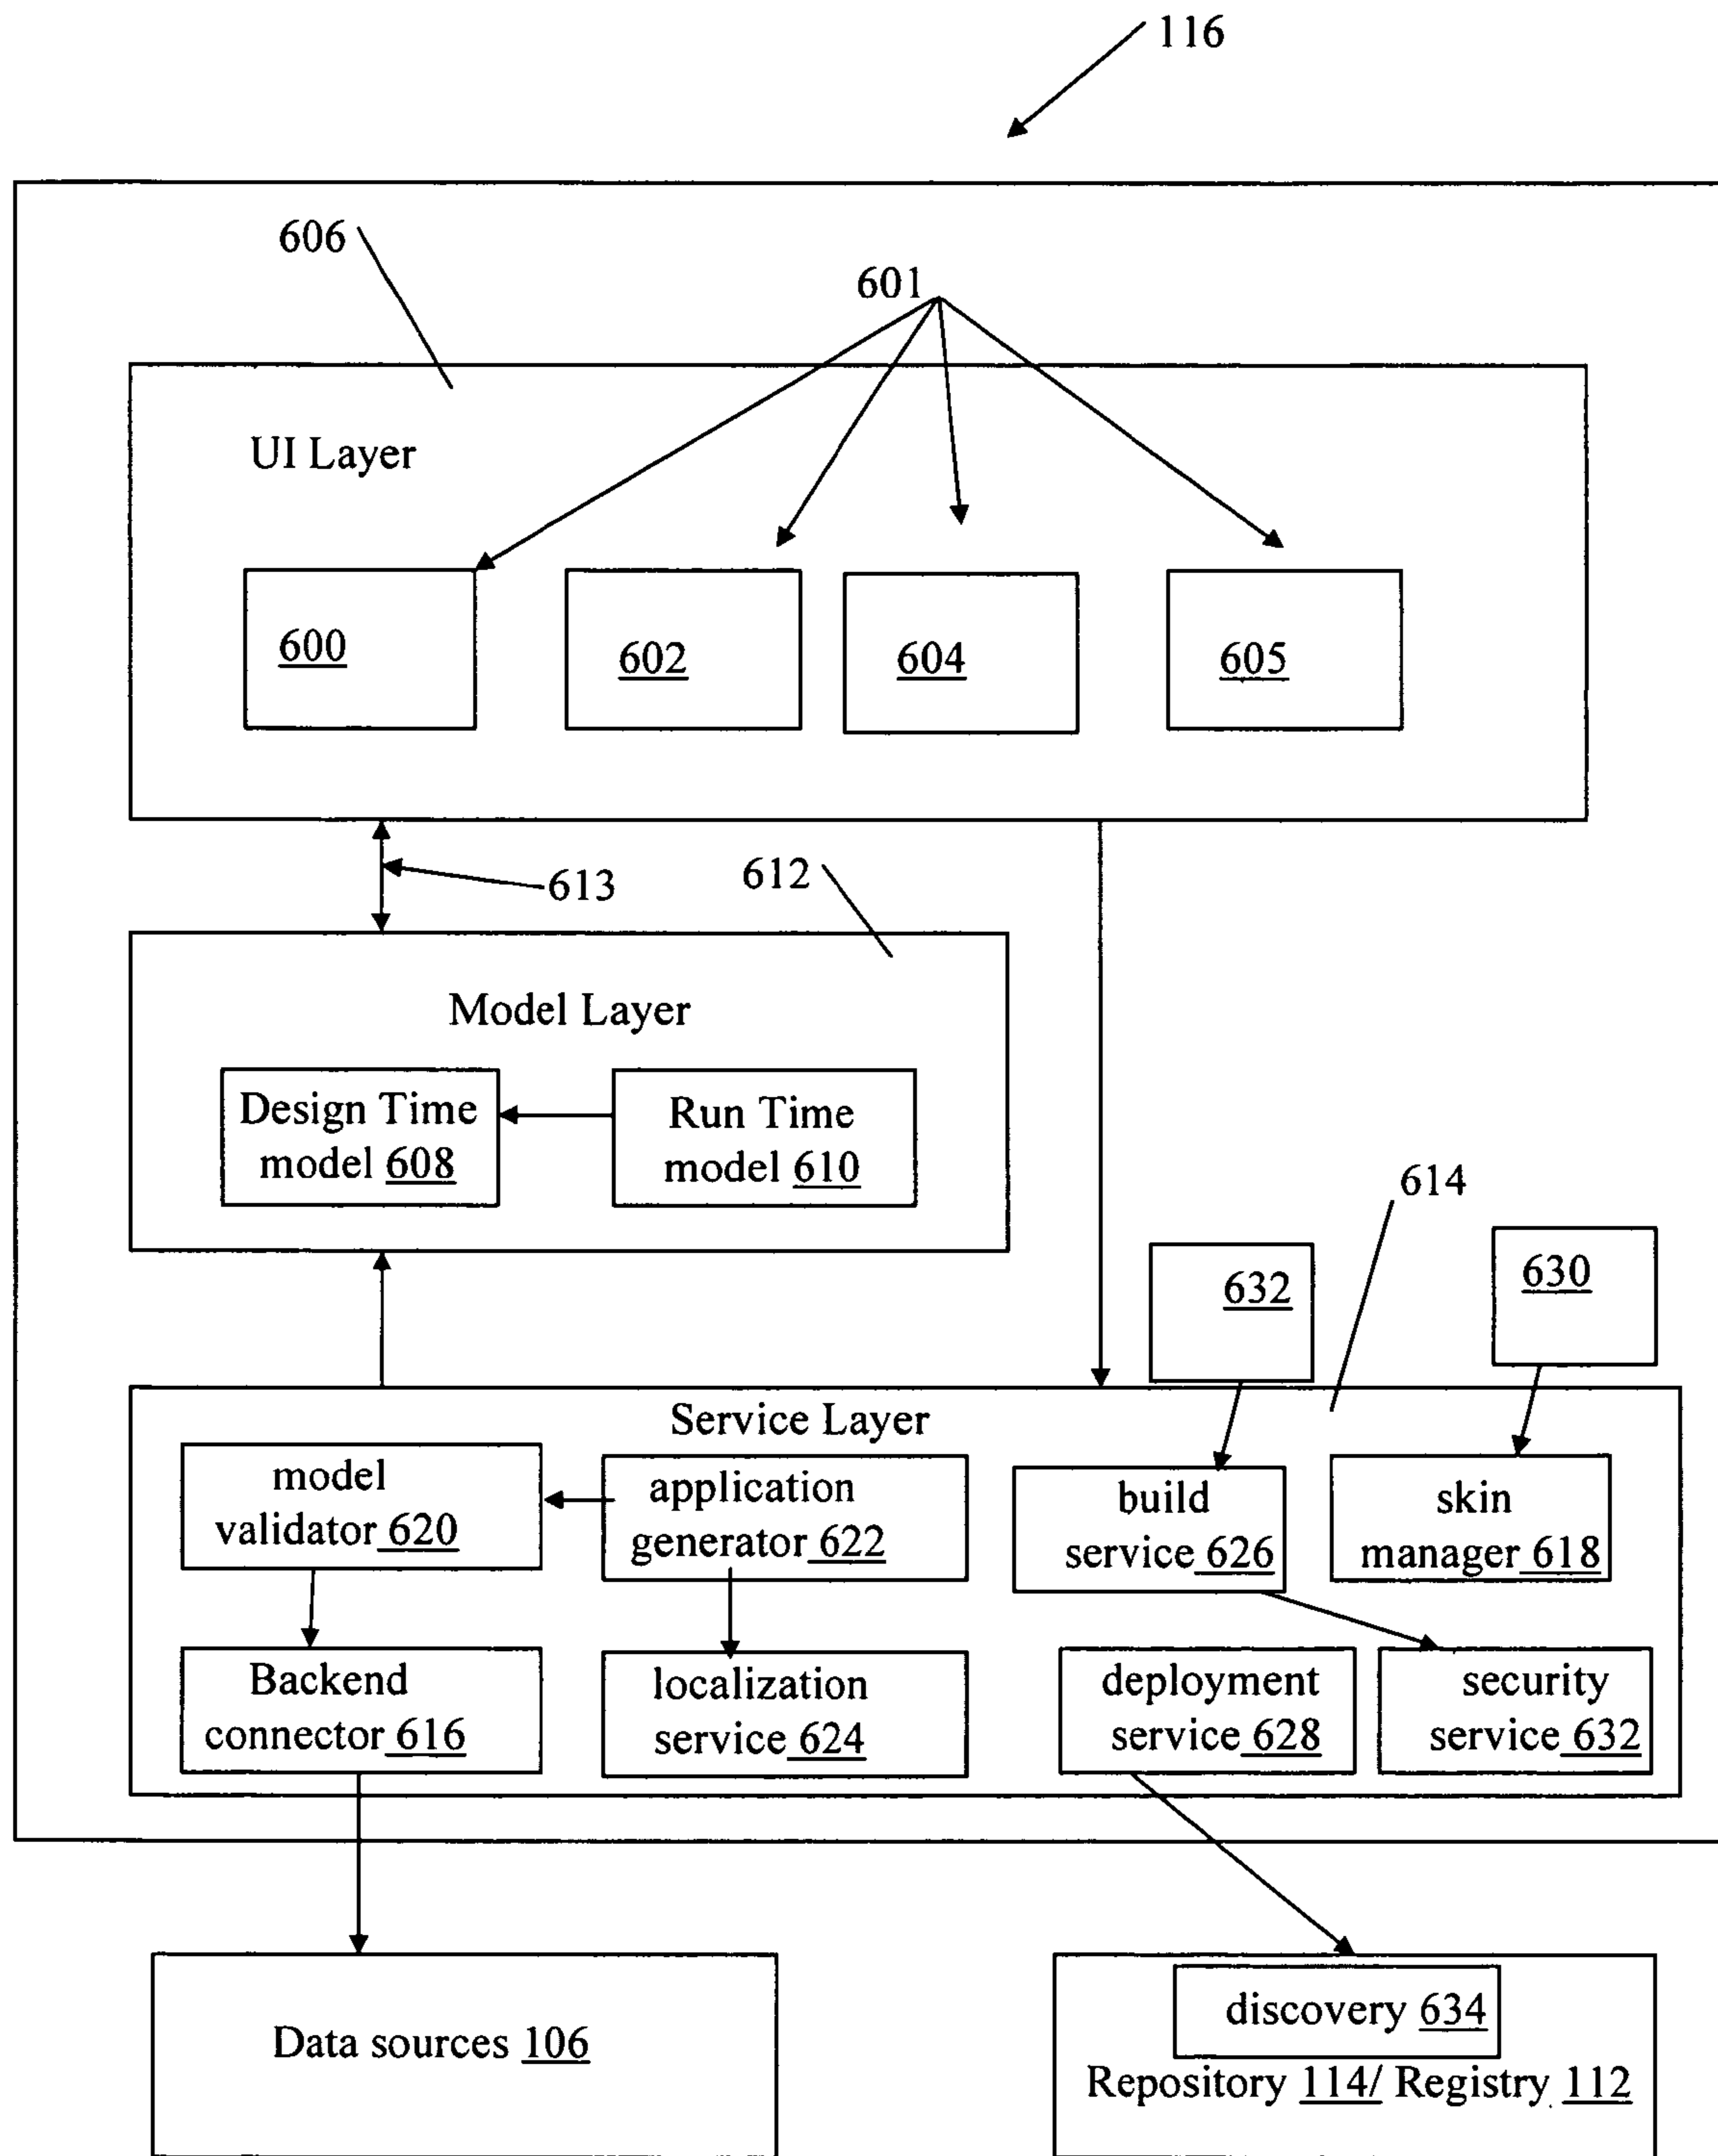 116
606
601
UI Layer
600
602
604
605
613
612
Model Layer
Design Time
model 608
Run Time
model 610
614
632
630
Service Layer
model
validator 620
application
generator 622
build
service 626
skin
manager 618
Backend
connector 616
localization
service 624
deployment
service 628
security
service 632
Data sources 106
discovery 634
Repository 114/ Registry 112